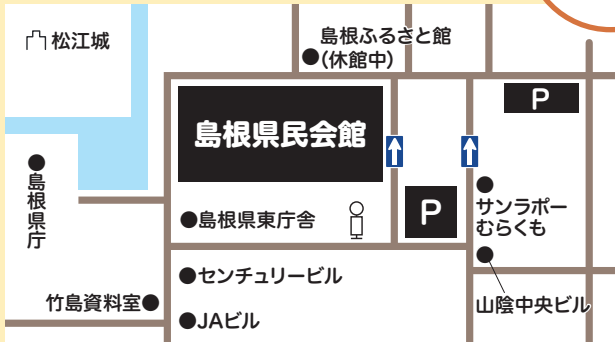 松江城
島根ふるさと館
(休館中)
P
島根県民会館
島根県庁
P
サンラポー
むらくも
島根県東庁舎
センチュリービル
竹島資料室
山陰中央ビル
JAビル